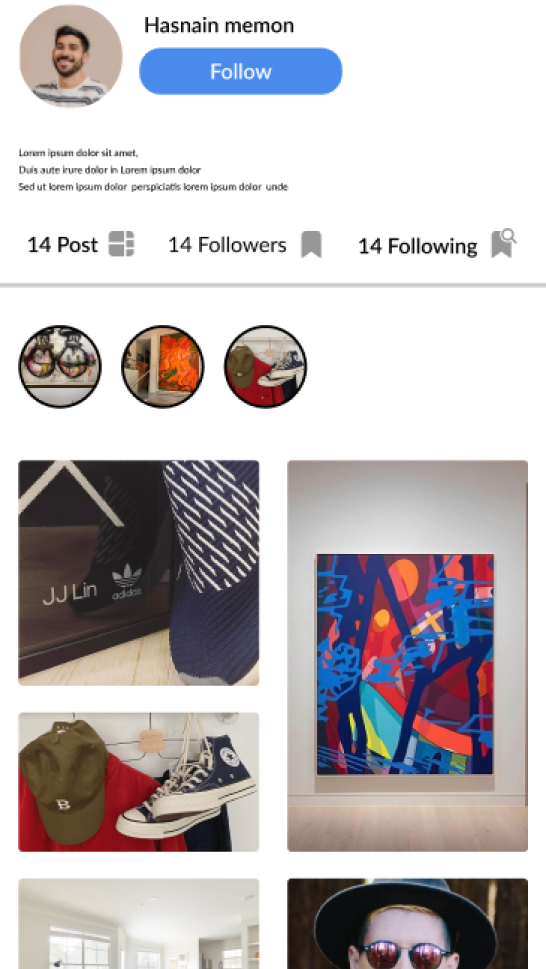 Hasnain memon
Follow
Lorem ipsum dolor sit amet,
Duis aute irure dolor in Lorem ipsum dolor
Sed ut lorem ipsum dolor perspiciatis lorem ipsum dolor unde
14 Post
14 Followers
14 Following
JJ Lin
adidas
B